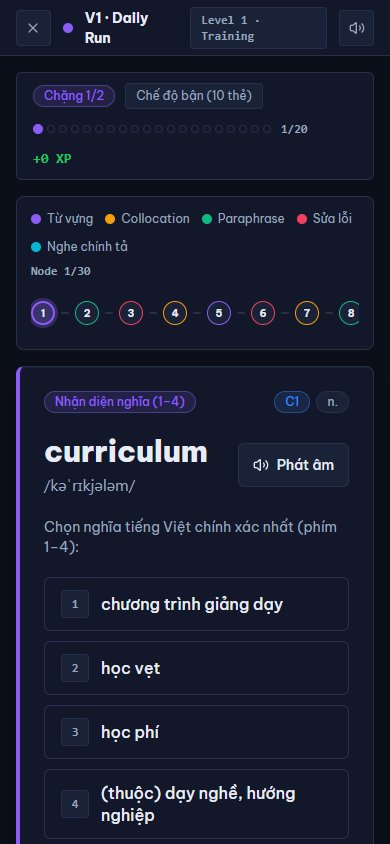 V1 · Daily
Run
Level 1 ·
Training
Chặng 1/2
Chế độ bận (10 thẻ)
1/20
+0 XP
Từ vựng
Collocation
Paraphrase
Sửa lỗi
Nghe chính tả
Node 1/30
1 2 3 4 5 6 7 8
Nhận diện nghĩa (1–4)
C1
n.
curriculum
/kəˈrɪkjələm/
Phát âm
Chọn nghĩa tiếng Việt chính xác nhất (phím
1–4):
1 chương trình giảng dạy
2 học vẹt
3 học phí
4 (thuộc) dạy nghề, hướng
nghiệp